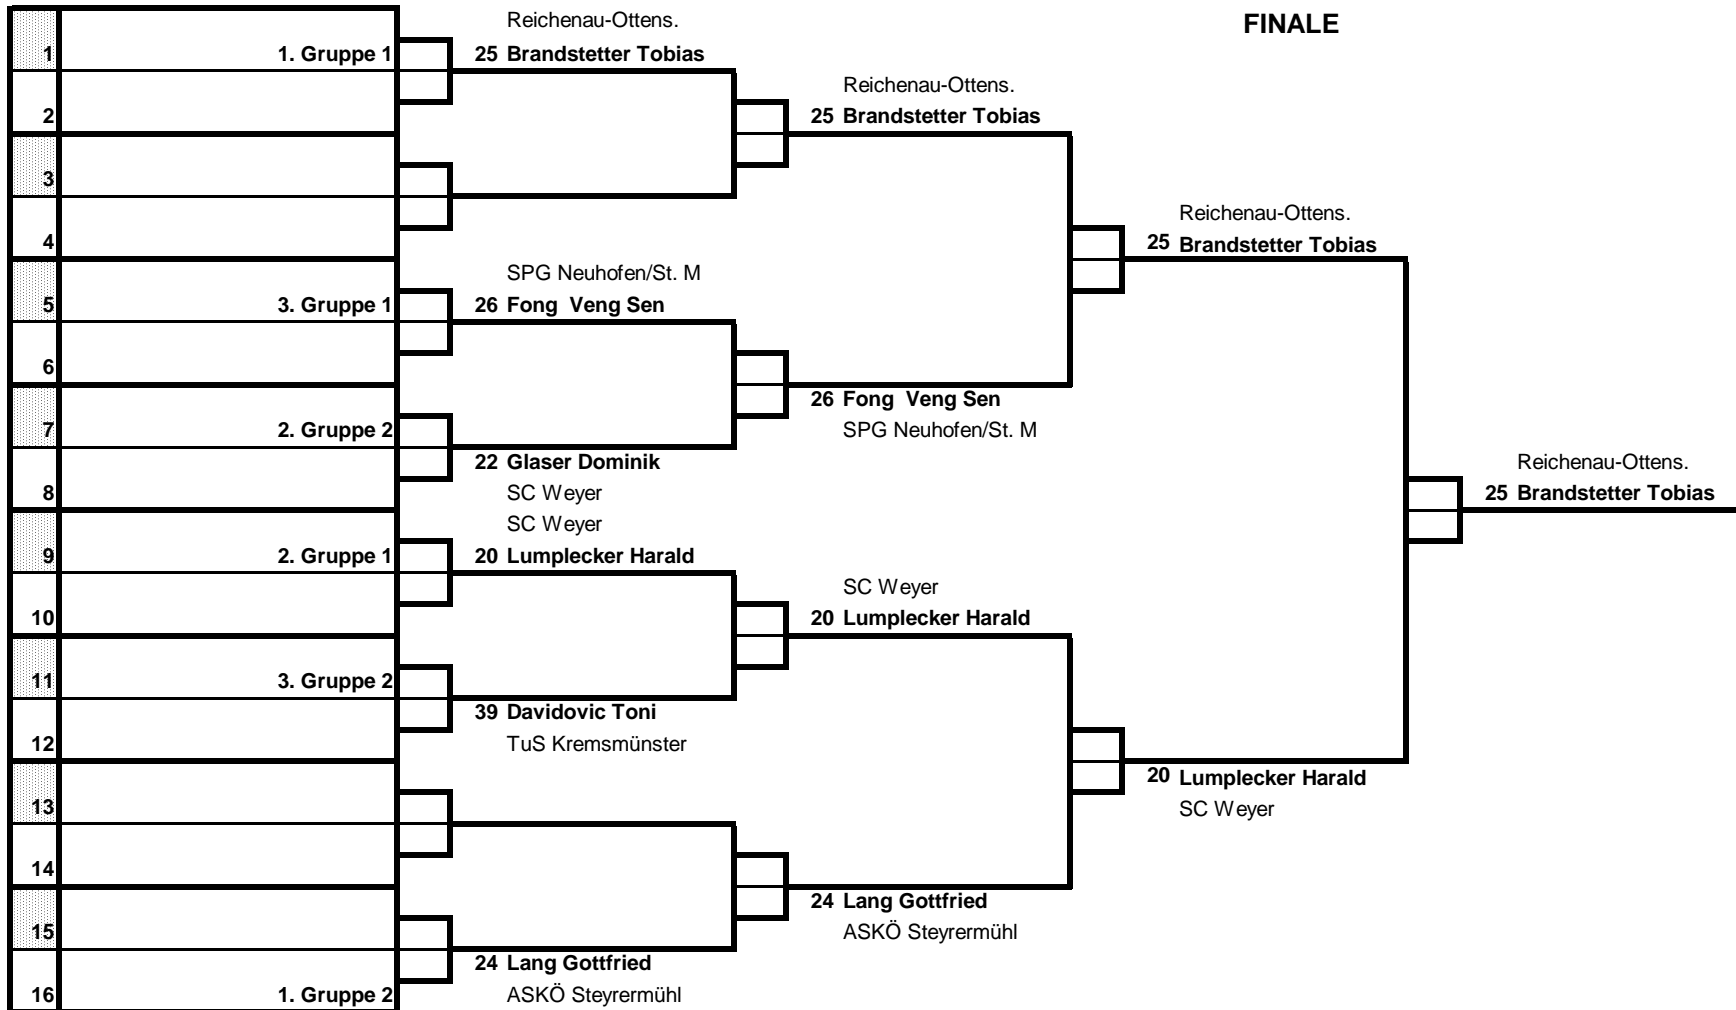 FINALE
Reichenau-Ottens.
1 1. Gruppe 1 25 Brandstetter Tobias
Reichenau-Ottens.
2 25 Brandstetter Tobias
3
Reichenau-Ottens.
4 25 Brandstetter Tobias
SPG Neuhofen/St. M
5 3. Gruppe 1 26 Fong  Veng Sen
6
26 Fong  Veng Sen
7 2. Gruppe 2 SPG Neuhofen/St. M
22 Glaser Dominik Reichenau-Ottens.
8 SC Weyer 25 Brandstetter Tobias
SC Weyer
9 2. Gruppe 1 20 Lumplecker Harald
SC Weyer
10 20 Lumplecker Harald
11 3. Gruppe 2
39 Davidovic Toni
12 TuS Kremsmünster
20 Lumplecker Harald
13 SC Weyer
14
24 Lang Gottfried
15 ASKÖ Steyrermühl
24 Lang Gottfried
16 1. Gruppe 2 ASKÖ Steyrermühl